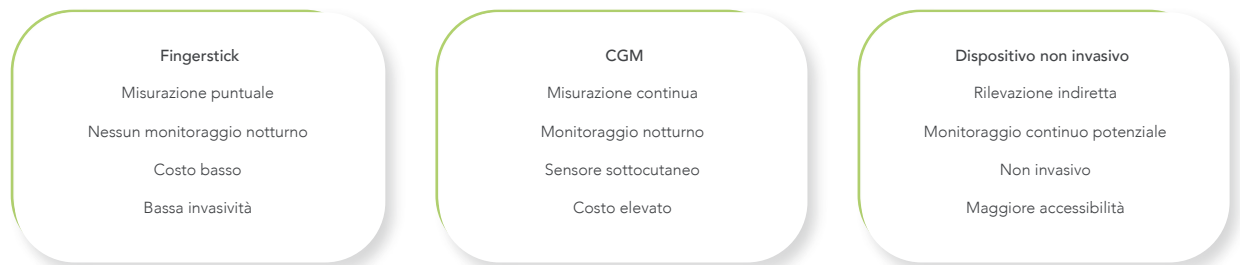 Fingerstick
Misurazione puntuale
Nessun monitoraggio notturno
Costo basso
Bassa invasività
CGM
Misurazione continua
Monitoraggio notturno
Sensore sottocutaneo
Costo elevato
Dispositivo non invasivo
Rilevazione indiretta
Monitoraggio continuo potenziale
Non invasivo
Maggiore accessibilità